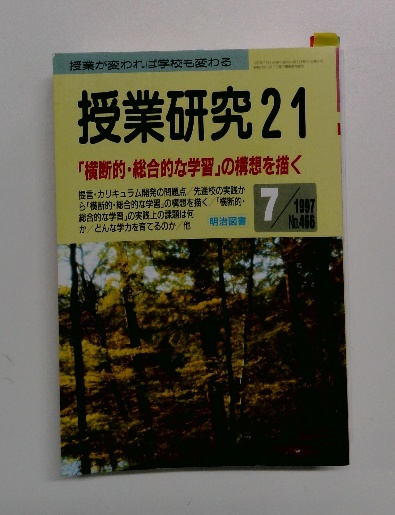 授業が変われば学校も変わる
授業研究21
「横断的・総合的な学習」の構想を描く
提言・カリキュラム開発の問題点／先進校の実践か
ら「横断的・総合的な学習」の構想を描く／「横断的・
総合的な学習」の実践上の課題は何
か／どんな学力を育てるのか／他
明治図書
7/1997
No.466